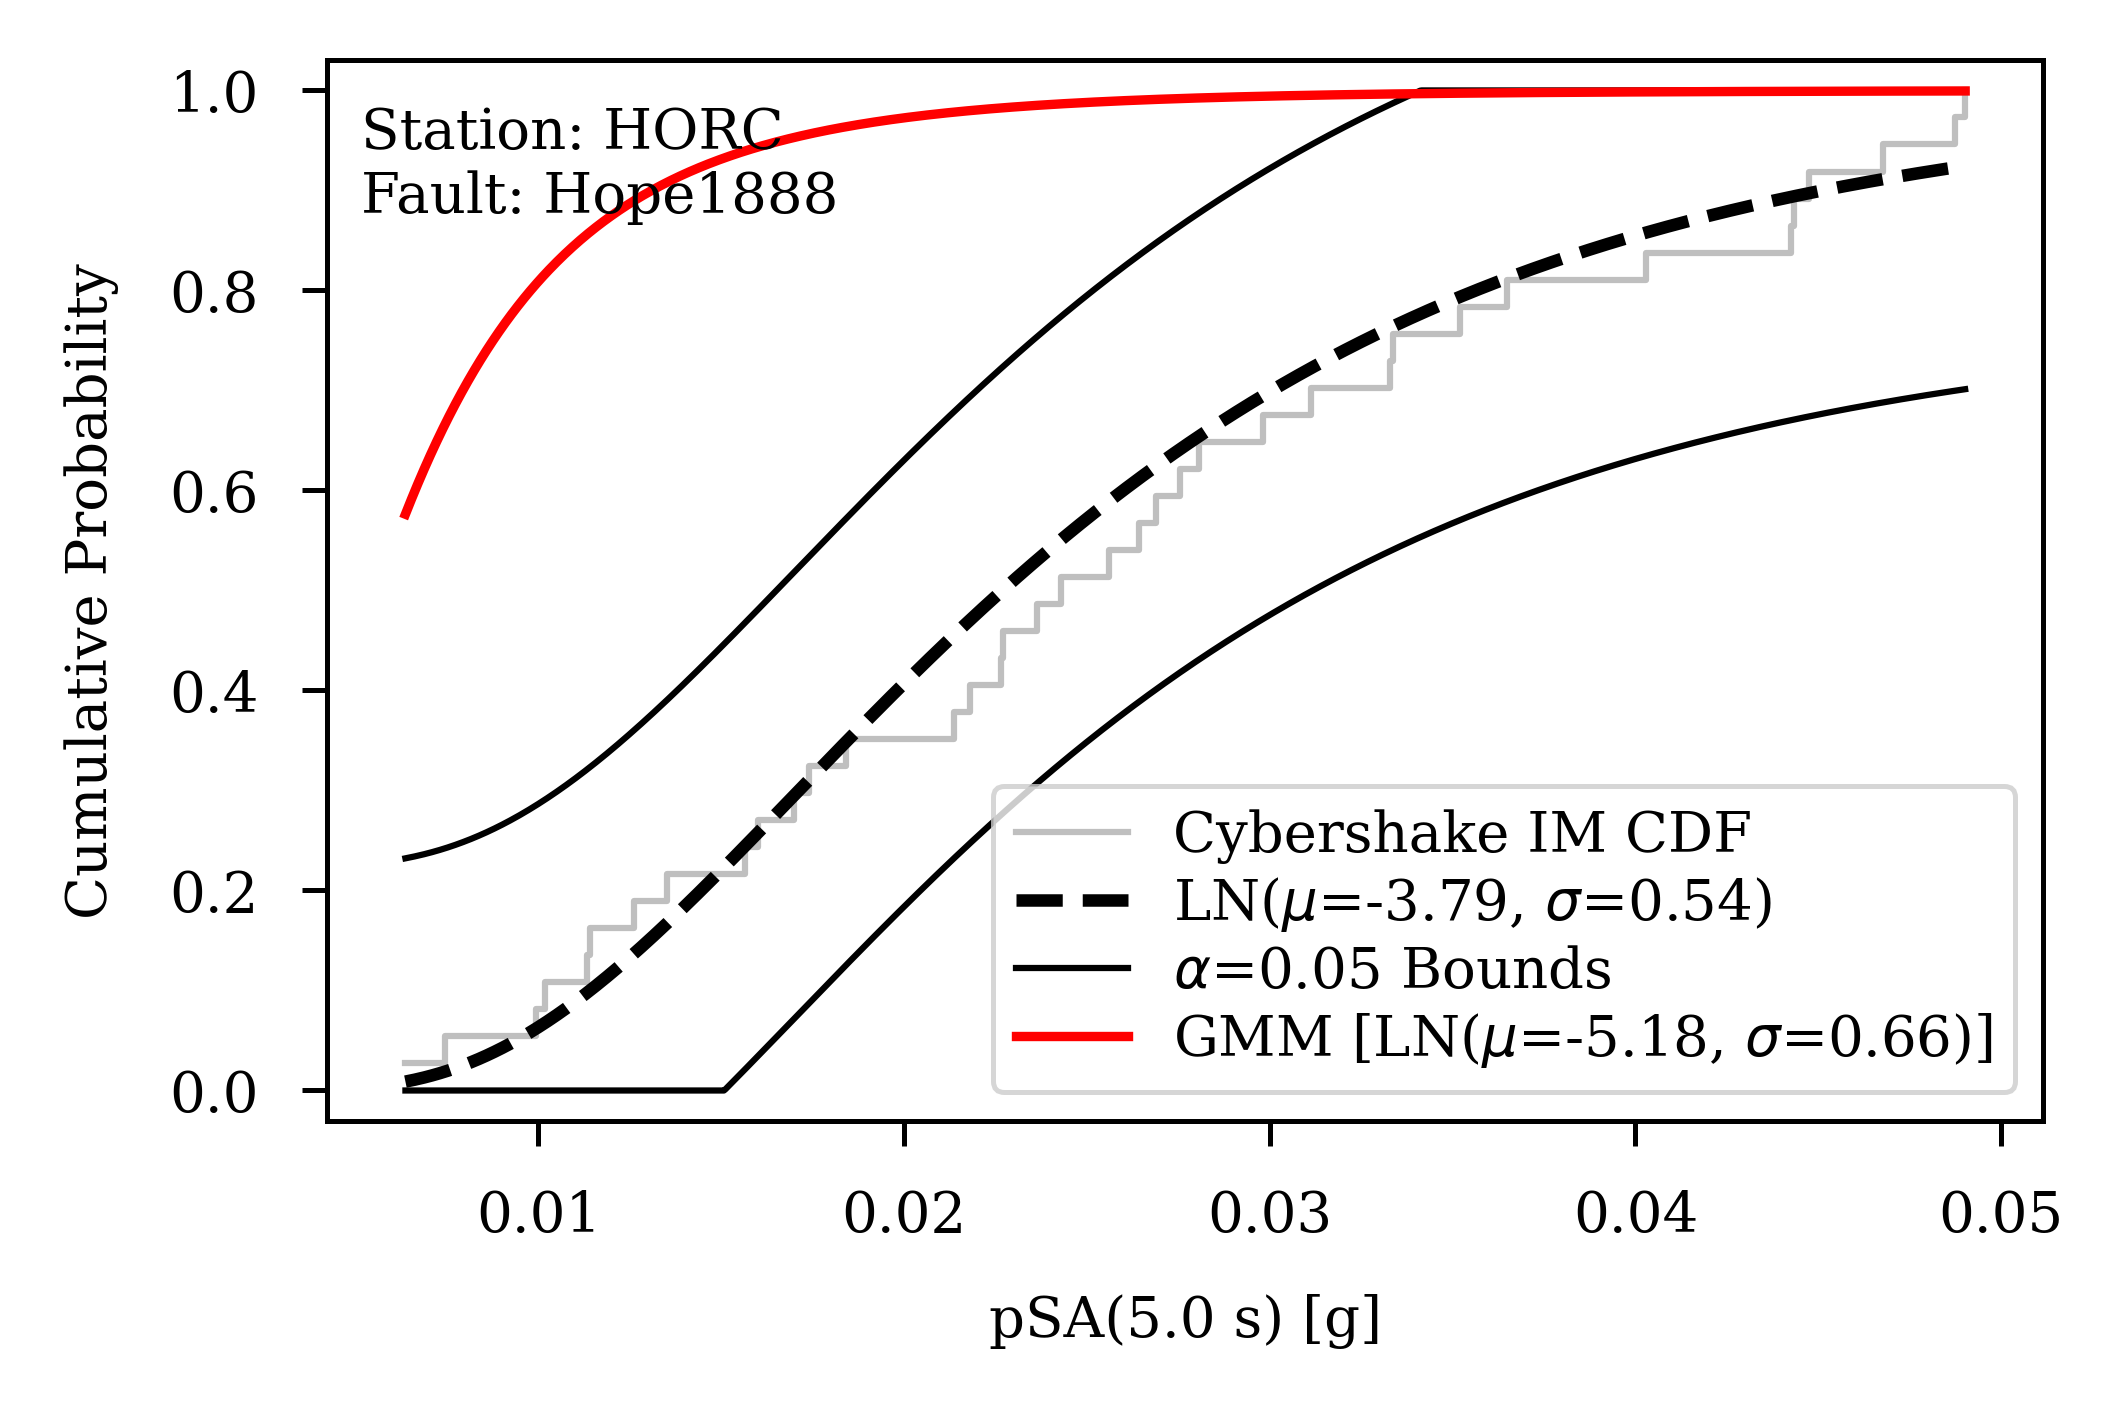 Station: HORC
Fault: Hope1888
Cumulative Probability
1.0
0.8
0.6
0.4
0.2
0.0
Cybershake IM CDF
LN(μ=-3.79, σ=0.54)
α=0.05 Bounds
GMM [LN(μ=-5.18, σ=0.66)]
0.01 0.02 0.03 0.04 0.05
pSA(5.0 s) [g]